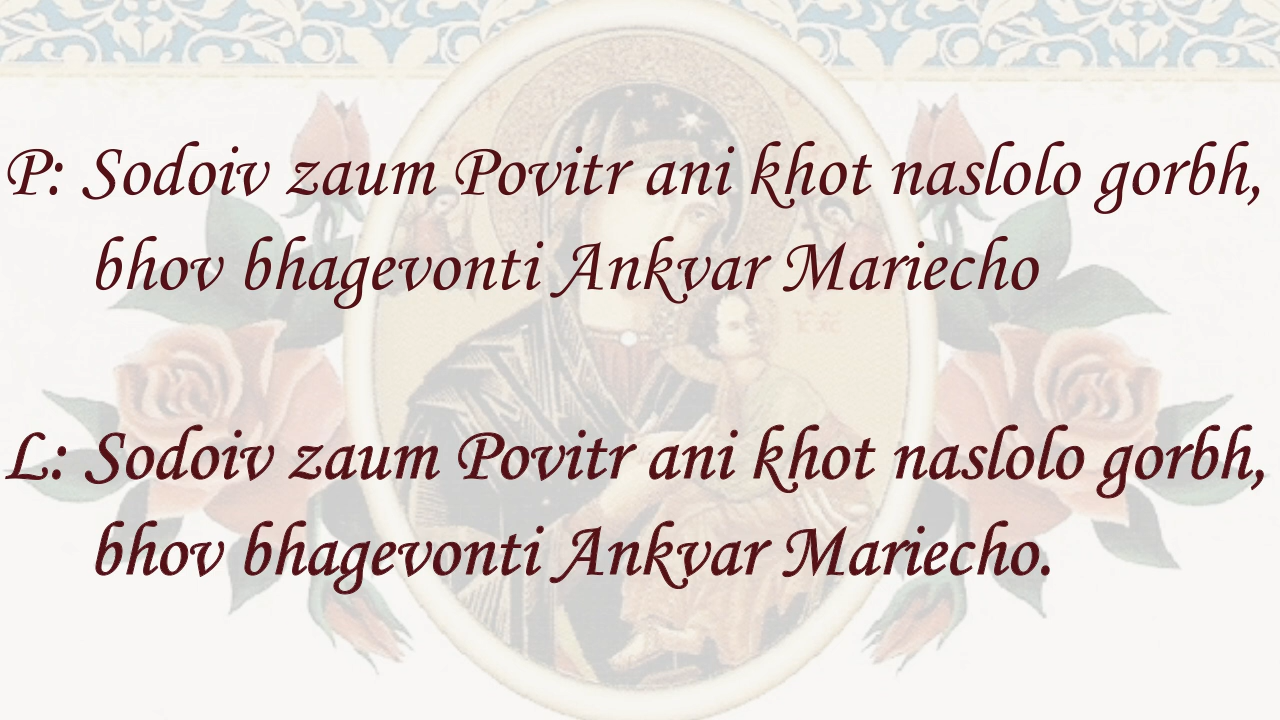 P: Sodoiv zaum Povitr ani khot naslolo gorbh,
bhov bhagevonti Ankvar Mariecho
L: Sodoiv zaum Povitr ani khot naslolo gorbh,
bhov bhagevonti Ankvar Mariecho.